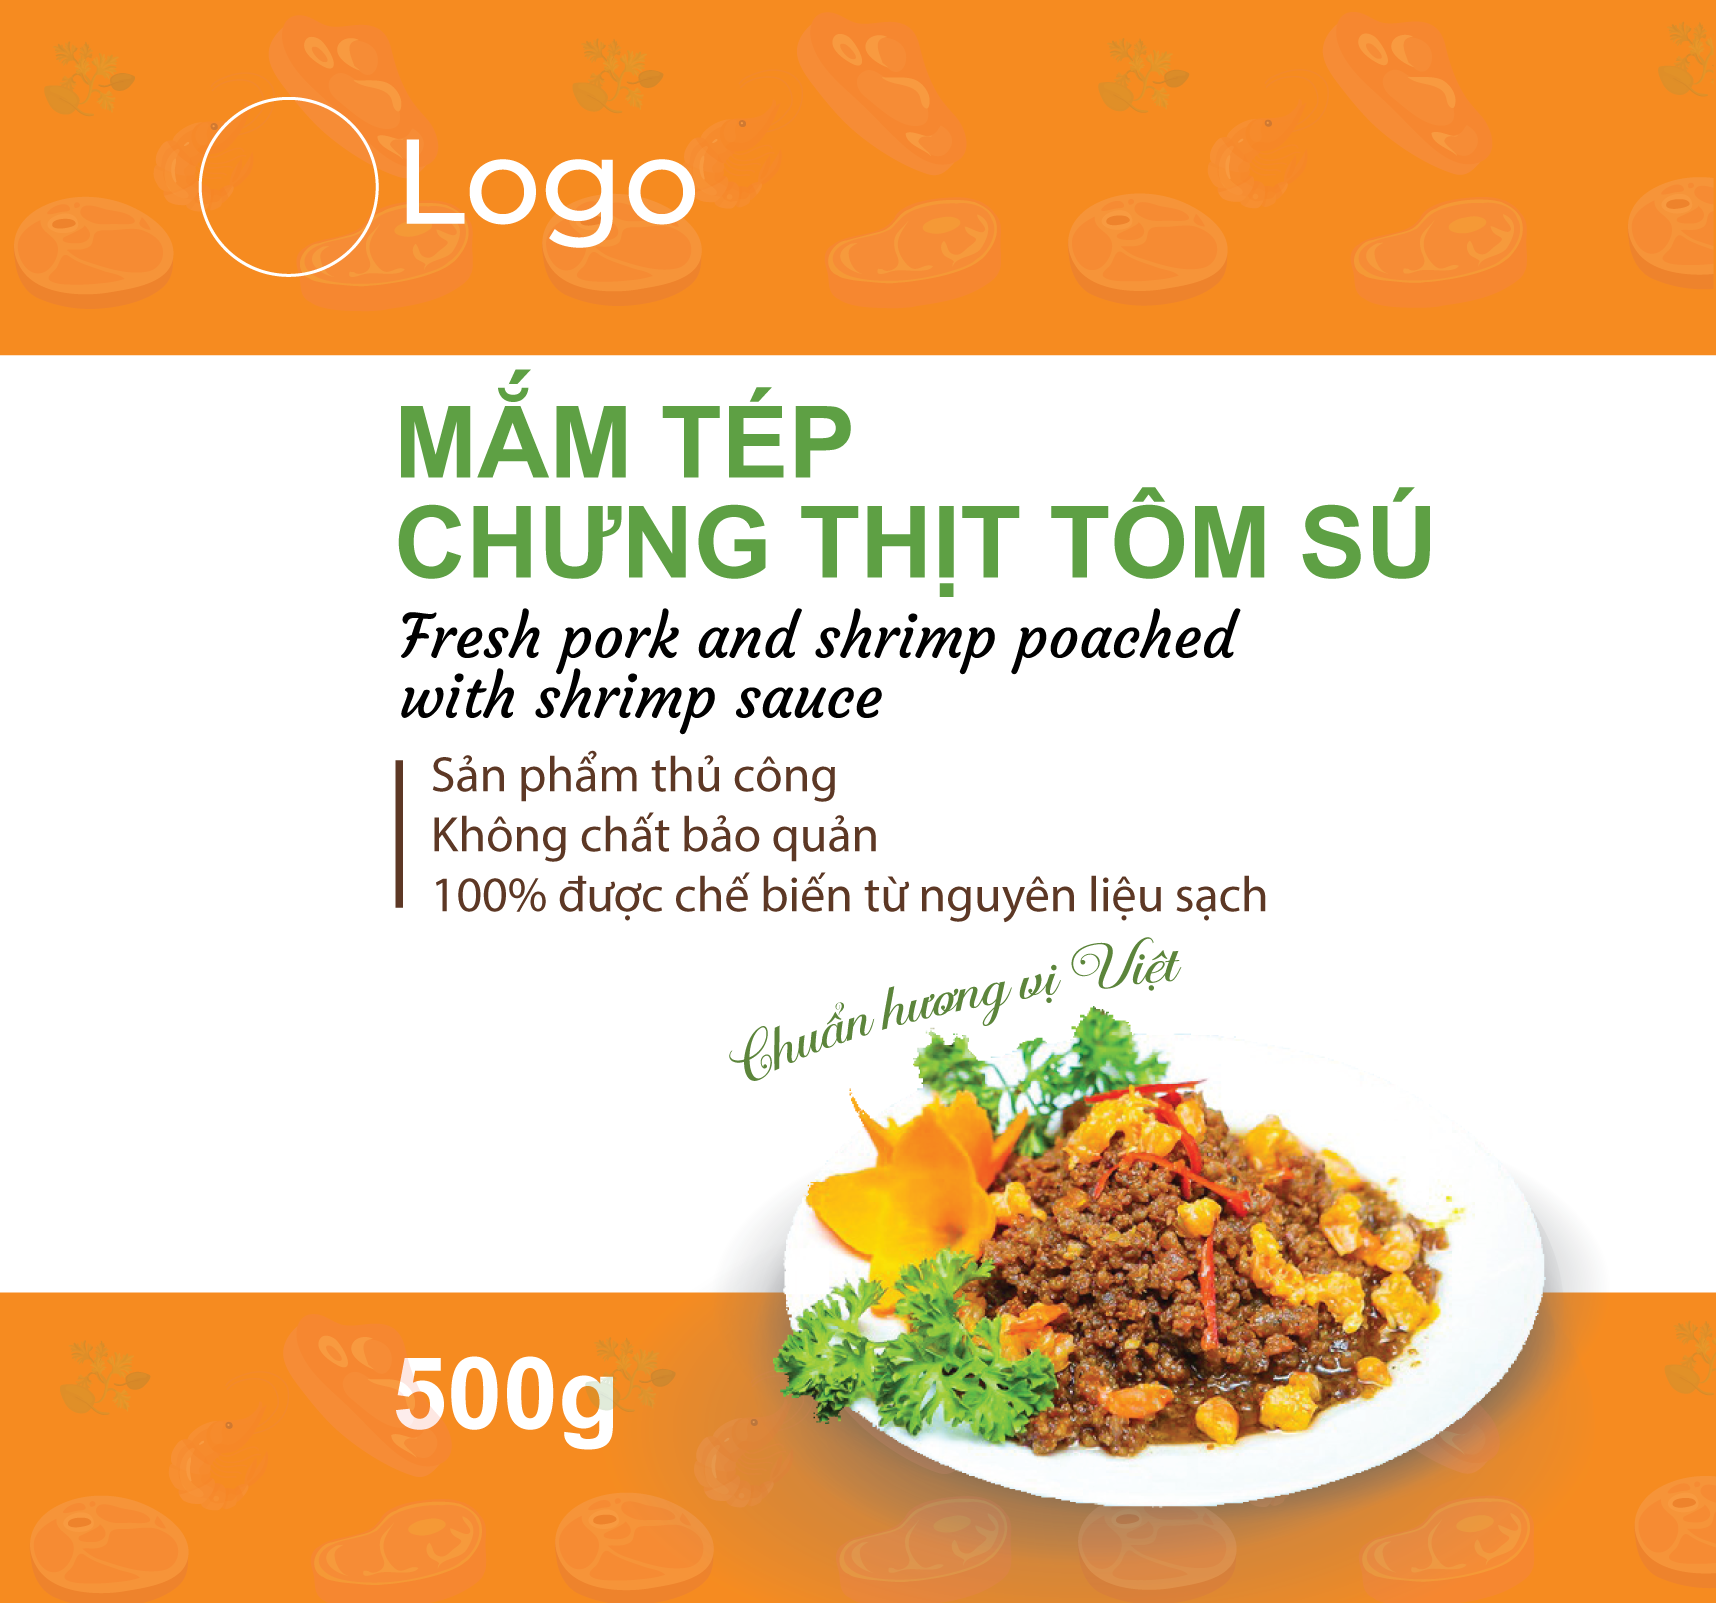 Logo
MẮM TÉP
CHƯNG THỊT TÔM SÚ
Fresh pork and shrimp poached
with shrimp sauce
Sản phẩm thủ công
Không chất bảo quản
100% được chế biến từ nguyên liệu sạch
Chuẩn hương vị Việt
500g